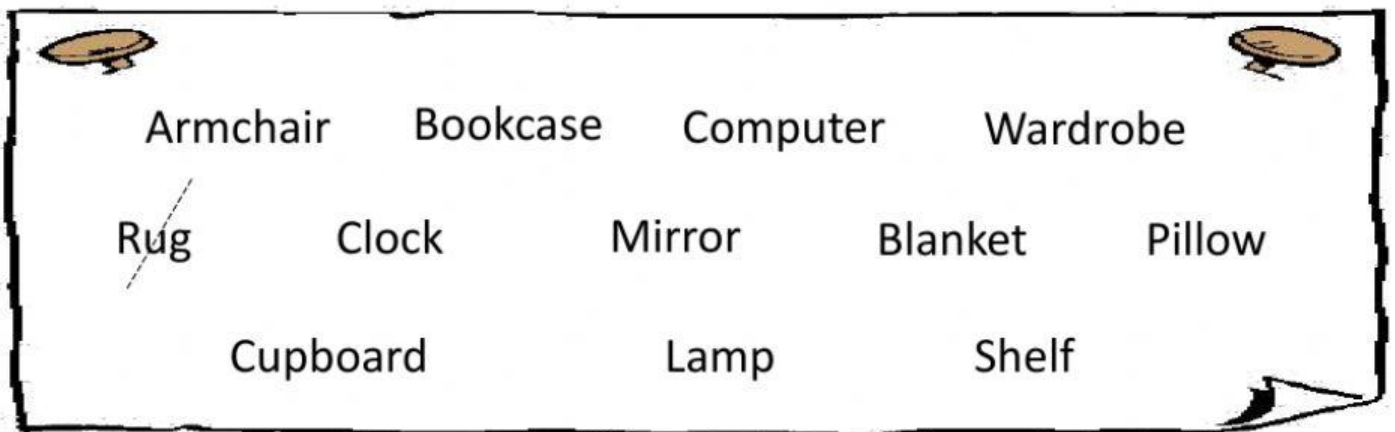 Armchair Bookcase Computer Wardrobe
Rug Clock Mirror Blanket Pillow
Cupboard Lamp Shelf